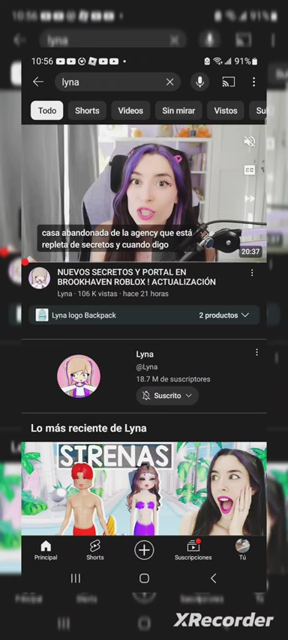 10:56
91%
lyna
Todo
Shorts
Videos
Sin mirar
Vistos
casa abandonada de la agency que está
repleta de secretos y cuando digo
20:37
NUEVOS SECRETOS Y PORTAL EN
BROOKHAVEN ROBLOX ! ACTUALIZACIÓN
Lyna · 106 K vistas · hace 21 horas
Lyna logo Backpack
2 productos
Lyna
@Lyna
18.7 M de suscriptores
Suscrito
Lo más reciente de Lyna
SIRENAS
Principal
Shorts
Suscripciones
Tú
XRecorder